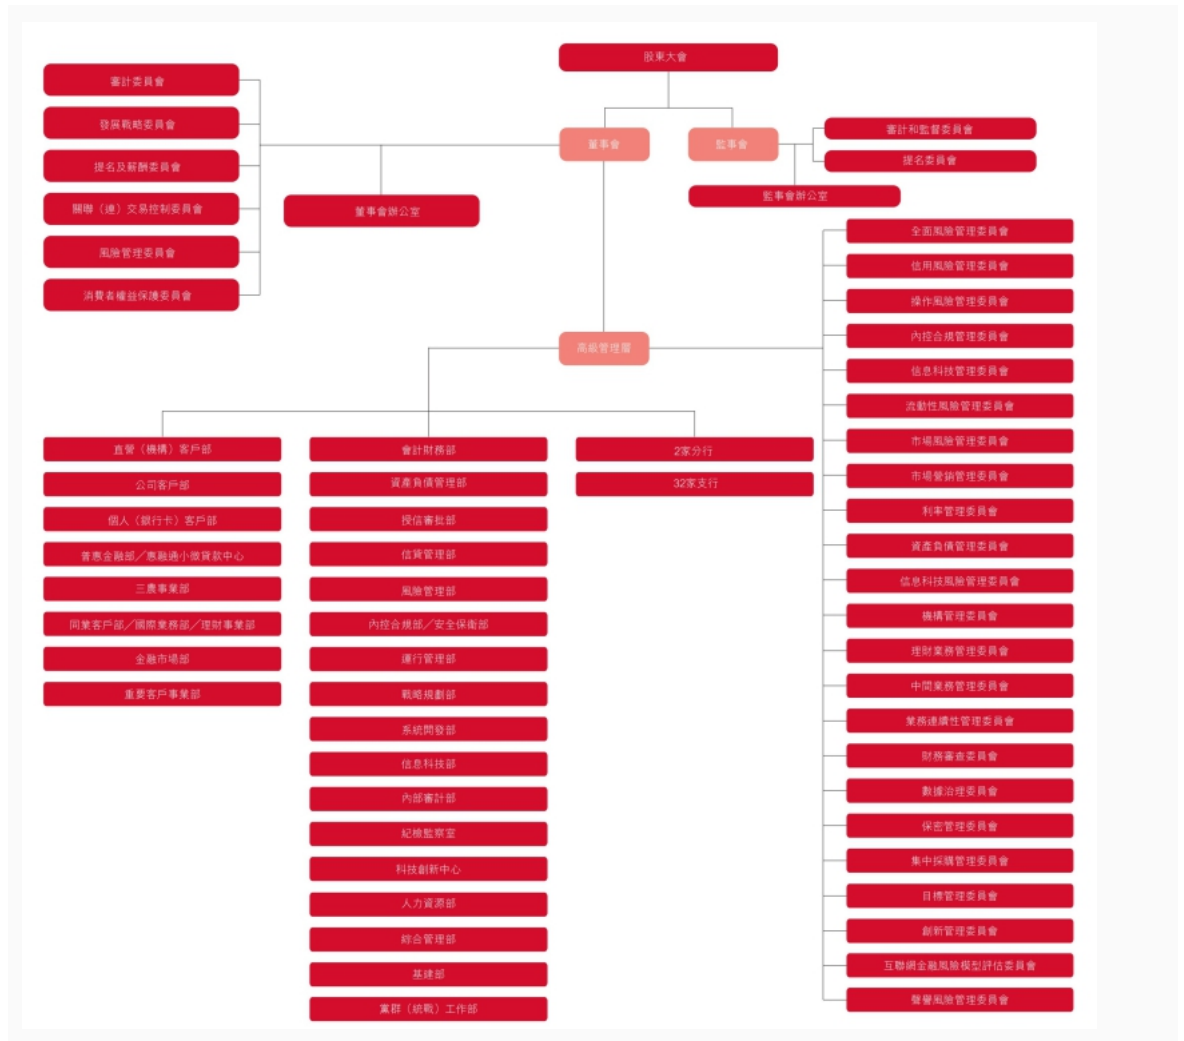 股東大會
審計委員會
發展戰略委員會
提名及薪酬委員會
關聯（連）交易控制委員會
風險管理委員會
消費者權益保護委員會
董事會
監事會
審計和監督委員會
提名委員會
董事會辦公室
監事會辦公室
高級管理層
全面風險管理委員會
信用風險管理委員會
操作風險管理委員會
內控合規管理委員會
信息科技管理委員會
流動性風險管理委員會
市場風險管理委員會
市場營銷管理委員會
利率管理委員會
資產負債管理委員會
信息科技風險管理委員會
機構管理委員會
理財業務管理委員會
中間業務管理委員會
業務連續性管理委員會
財務審查委員會
數據治理委員會
保密管理委員會
集中採購管理委員會
目標管理委員會
創新管理委員會
互聯網金融風險模型評估委員會
聲譽風險管理委員會
直營（機構）客戶部
公司客戶部
個人（銀行卡）客戶部
普惠金融部／惠融通小微貸款中心
三農事業部
同業客戶部／國際業務部／理財事業部
金融市場部
重要客戶事業部
會計財務部
資產負債管理部
授信審批部
信貸管理部
風險管理部
內控合規部／安全保衛部
運行管理部
戰略規劃部
系統開發部
信息科技部
內部審計部
紀檢監察室
科技創新中心
人力資源部
綜合管理部
基建部
黨群（統戰）工作部
2家分行
32家支行